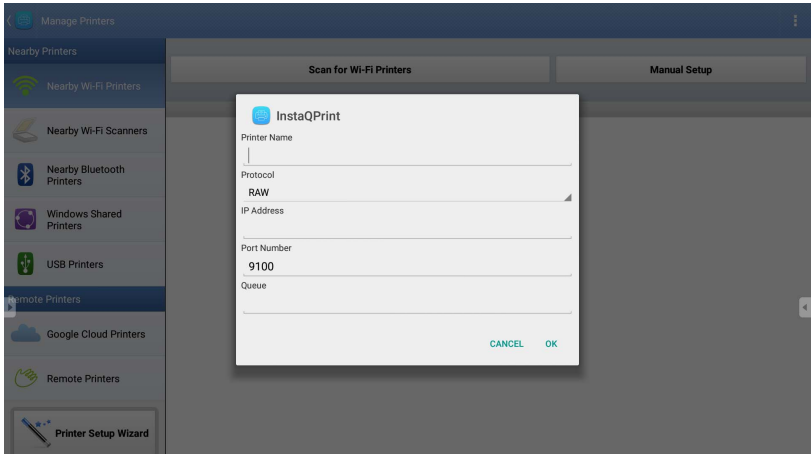 Manage Printers
Nearby Printers
Nearby Wi-Fi Printers
Nearby Wi-Fi Scanners
Nearby Bluetooth
Printers
Windows Shared
Printers
USB Printers
Remote Printers
Google Cloud Printers
Remote Printers
Printer Setup Wizard
Scan for Wi-Fi Printers
Manual Setup
InstaQPrint
Printer Name
Protocol
RAW
IP Address
Port Number
9100
Queue
CANCEL OK